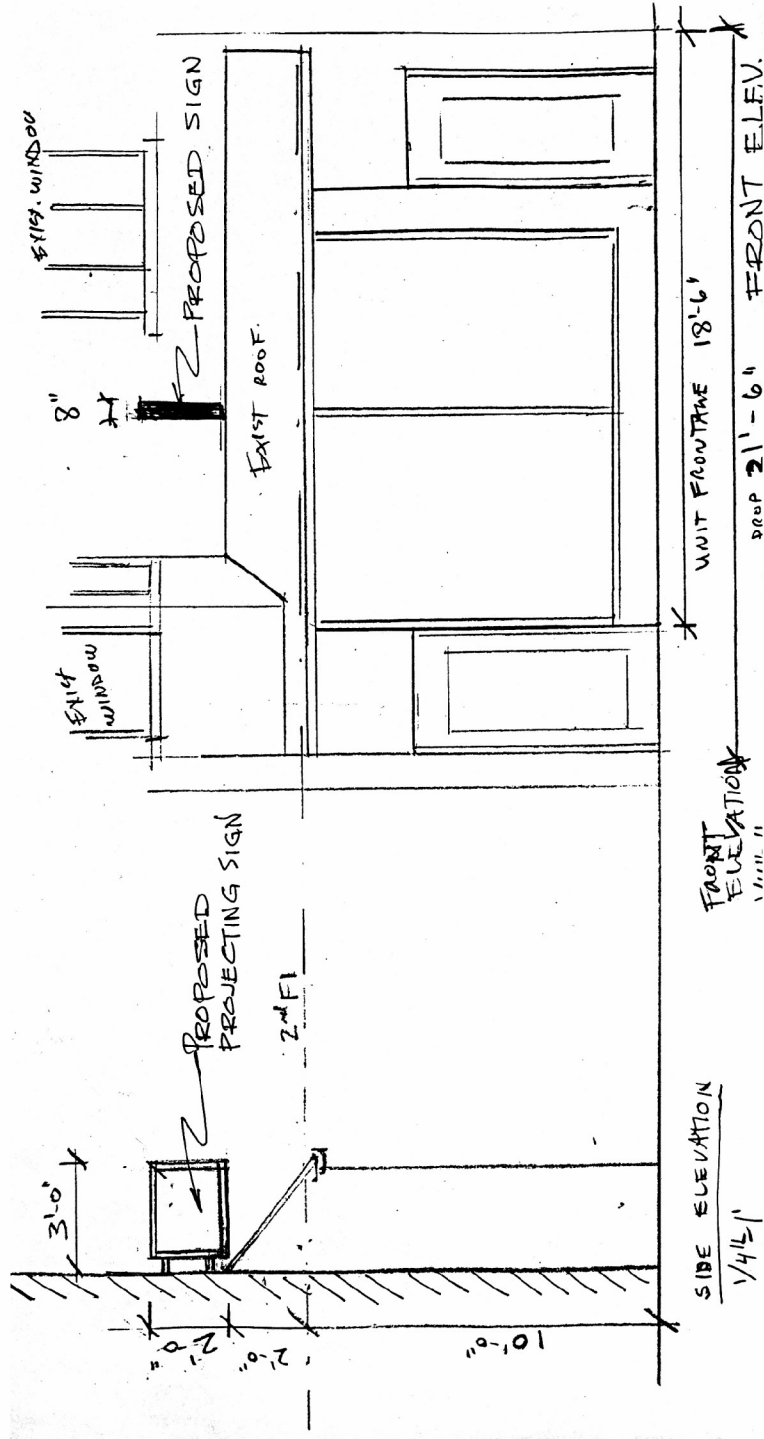 EXIST. WINDOW
8"
PROPOSED SIGN
EXIST
WINDOW
EXIST ROOF.
3'-0"
PROPOSED
PROJECTING SIGN
2'-0"
2'-0"
2nd Fl
10'-0"
UNIT FRONTAGE 18'-6"
DROP 21'-6"
FRONT ELEV.
SIDE ELEVATION
1/4"=1'
FRONT
ELEVATION